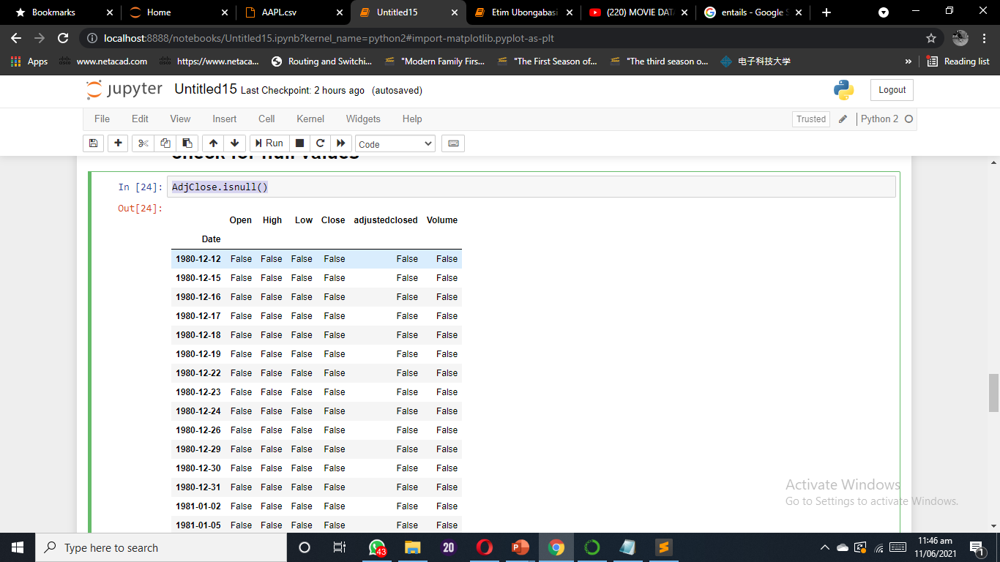 Bookmarks
Home
AAPL.csv
Untitled15
Etim Ubongabasi
(220) MOVIE DATA
entails - Google S
localhost:8888/notebooks/Untitled15.ipynb?kernel_name=python2#import-matplotlib.pyplot-as-plt
Apps
www.netacad.com
https://www.netaca...
Routing and Switchi...
"Modern Family Firs...
"The First Season of...
"The third season o...
电子科技大学
»
Reading list
jupyter Untitled15 Last Checkpoint: 2 hours ago (autosaved)
Logout
File Edit View Insert Cell Kernel Widgets Help
Trusted
Python 2
Run
Code
check for null values
In [24]: AdjClose.isnull()
Out[24]:
Open High Low Close adjustedclosed Volume
Date
1980-12-12 False False False False False False
1980-12-15 False False False False False False
1980-12-16 False False False False False False
1980-12-17 False False False False False False
1980-12-18 False False False False False False
1980-12-19 False False False False False False
1980-12-22 False False False False False False
1980-12-23 False False False False False False
1980-12-24 False False False False False False
1980-12-26 False False False False False False
1980-12-29 False False False False False False
1980-12-30 False False False False False False
1980-12-31 False False False False False False
1981-01-02 False False False False False False
1981-01-05 False False False False False False
Activate Windows
Go to Settings to activate Windows.
Type here to search
43
20
11:46 am
11/06/2021
1